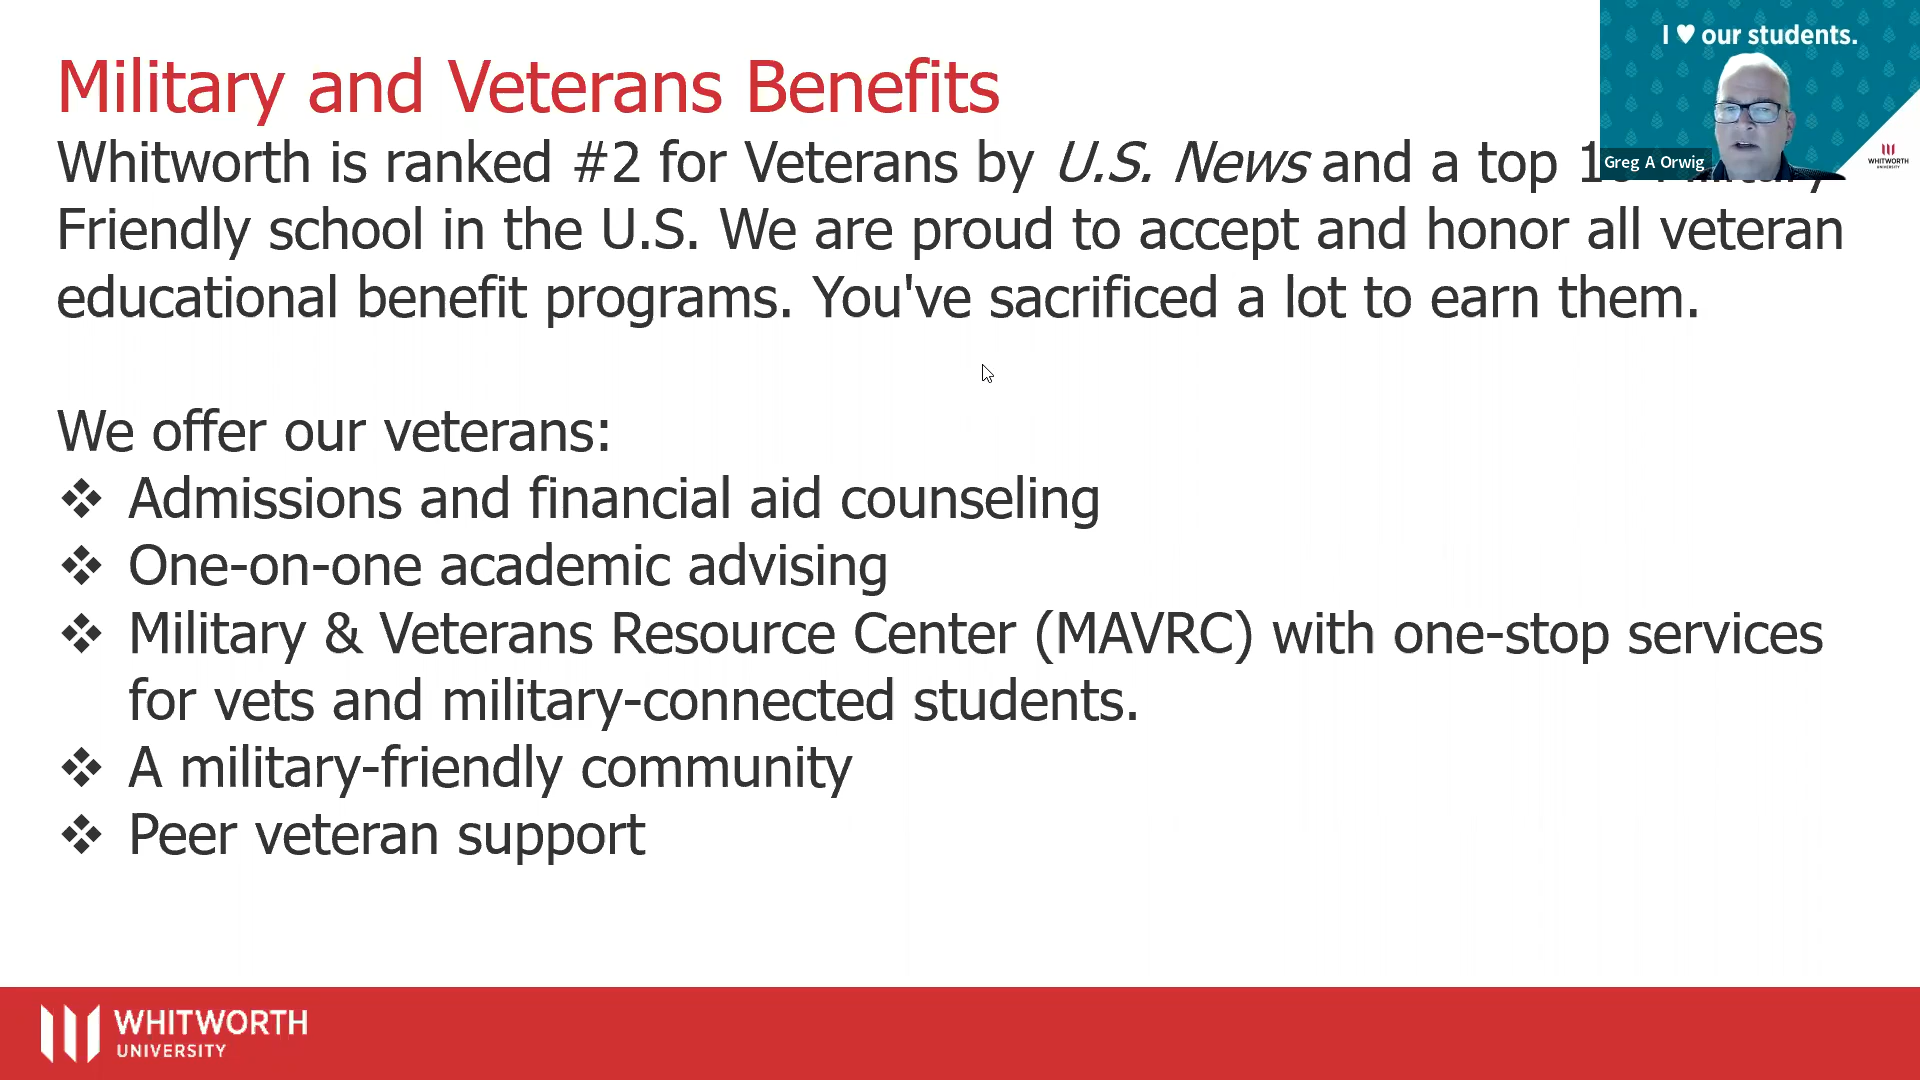 Military and Veterans Benefits
Whitworth is ranked #2 for Veterans by U.S. News and a top
Friendly school in the U.S. We are proud to accept and honor all veteran
educational benefit programs. You've sacrificed a lot to earn them.
We offer our veterans:
❖ Admissions and financial aid counseling
❖ One-on-one academic advising
❖ Military & Veterans Resource Center (MAVRC) with one-stop services
for vets and military-connected students.
❖ A military-friendly community
❖ Peer veteran support
I ♥ our students.
Greg A Orwig
WHITWORTH
UNIVERSITY
WHITWORTH
UNIVERSITY